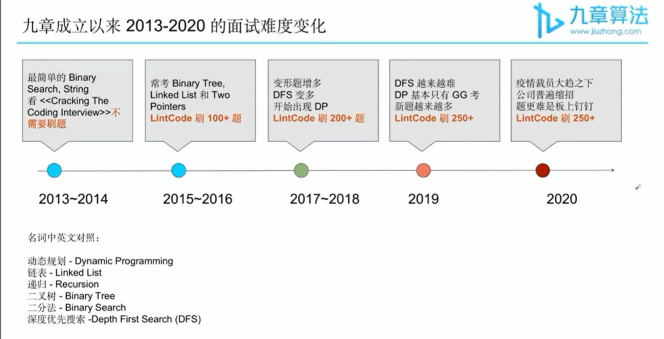 九章成立以来 2013-2020 的面试难度变化
九章算法
www.jiuzhang.com
最简单的 Binary
Search, String
看 <<Cracking The
Coding Interview>>不
需要刷题
常考 Binary Tree,
Linked List 和 Two
Pointers
LintCode 刷 100+ 题
变形题增多
DFS 变多
开始出现 DP
LintCode 刷 200+ 题
DFS 越来越难
DP 基本只有 GG 考
新题越来越多
LintCode 刷 250+
疫情裁员大趋之下
公司普遍缩招
题更难是板上钉钉
LintCode 刷 250+
2013~2014
2015~2016
2017~2018
2019
2020
名词中英文对照：
动态规划 - Dynamic Programming
链表 - Linked List
递归 - Recursion
二叉树 - Binary Tree
二分法 - Binary Search
深度优先搜索 -Depth First Search (DFS)